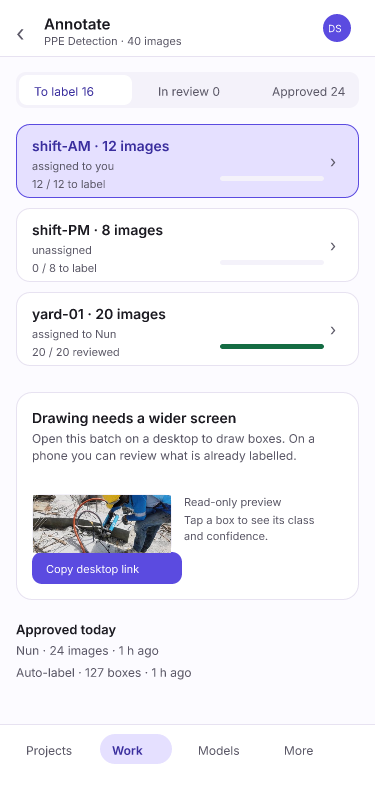 Annotate
PPE Detection · 40 images
DS
To label 16
In review 0
Approved 24
shift-AM · 12 images
assigned to you
12 / 12 to label
shift-PM · 8 images
unassigned
0 / 8 to label
yard-01 · 20 images
assigned to Nun
20 / 20 reviewed
Drawing needs a wider screen
Open this batch on a desktop to draw boxes. On a
phone you can review what is already labelled.
Read-only preview
Tap a box to see its class
and confidence.
Copy desktop link
Approved today
Nun · 24 images · 1 h ago
Auto-label · 127 boxes · 1 h ago
Projects
Work
Models
More